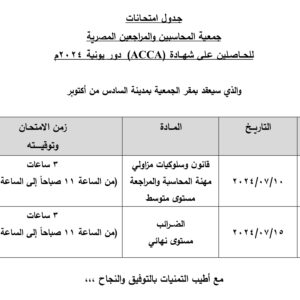 جدول امتحانات
جمعية المحاسبين والمراجعين المصرية
للحاصلين على شهادة (ACCA) دور يونية ٢٠٢٤م
والذي سيعقد بمقر الجمعية بمدينة السادس من أكتوبر
التاريخ
المادة
زمن الامتحان
وتوقيته
٢٠٢٤/٠٧/١٠
قانون وسلوكيات مزاولي
مهنة المحاسبة والمراجعة
مستوى متوسط
٣ ساعات
(من الساعة ١١ صباحاً إلى الساعة
٢٠٢٤/٠٧/١٥
الضرائب
مستوى نهائي
٣ ساعات
(من الساعة ١١ صباحاً إلى الساعة
مع أطيب التمنيات بالتوفيق والنجاح ،،،